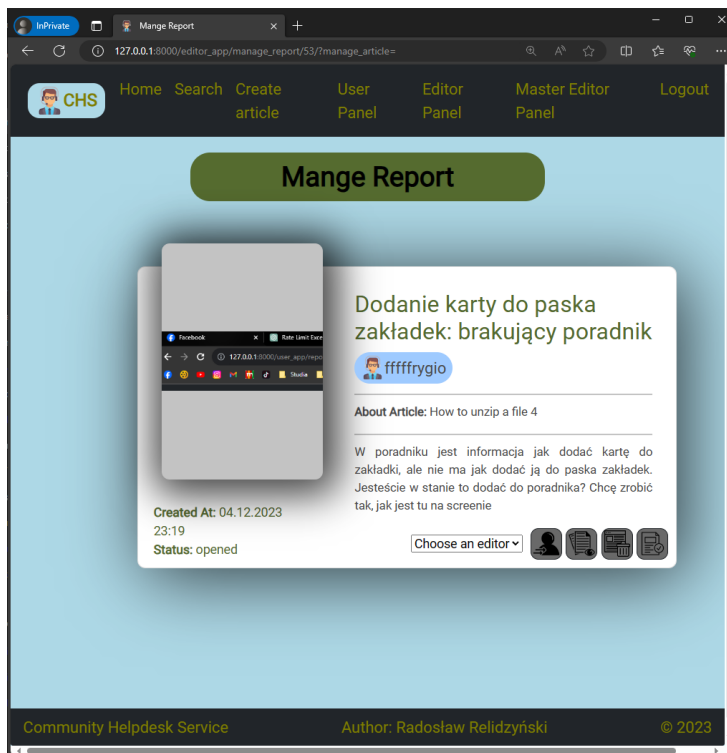 InPrivate
Mange Report
127.0.0.1:8000/editor_app/manage_report/53/?manage_article=
CHS
Home Search Create article User Panel Editor Panel Master Editor Panel Logout
Mange Report
Facebook
Rate Limit Exce
127.0.0.1:8000/user_app/repo
Studia
Created At: 04.12.2023
23:19
Status: opened
Dodanie karty do paska
zakładek: brakujący poradnik
fffffrygio
About Article: How to unzip a file 4
W poradniku jest informacja jak dodać kartę do
zakładki, ale nie ma jak dodać ją do paska zakładek.
Jesteście w stanie to dodać do poradnika? Chcę zrobić
tak, jak jest tu na screenie
Choose an editor
Community Helpdesk Service
Author: Radosław Relidzyński
© 2023